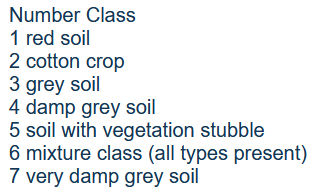 Number Class
1 red soil
2 cotton crop
3 grey soil
4 damp grey soil
5 soil with vegetation stubble
6 mixture class (all types present)
7 very damp grey soil